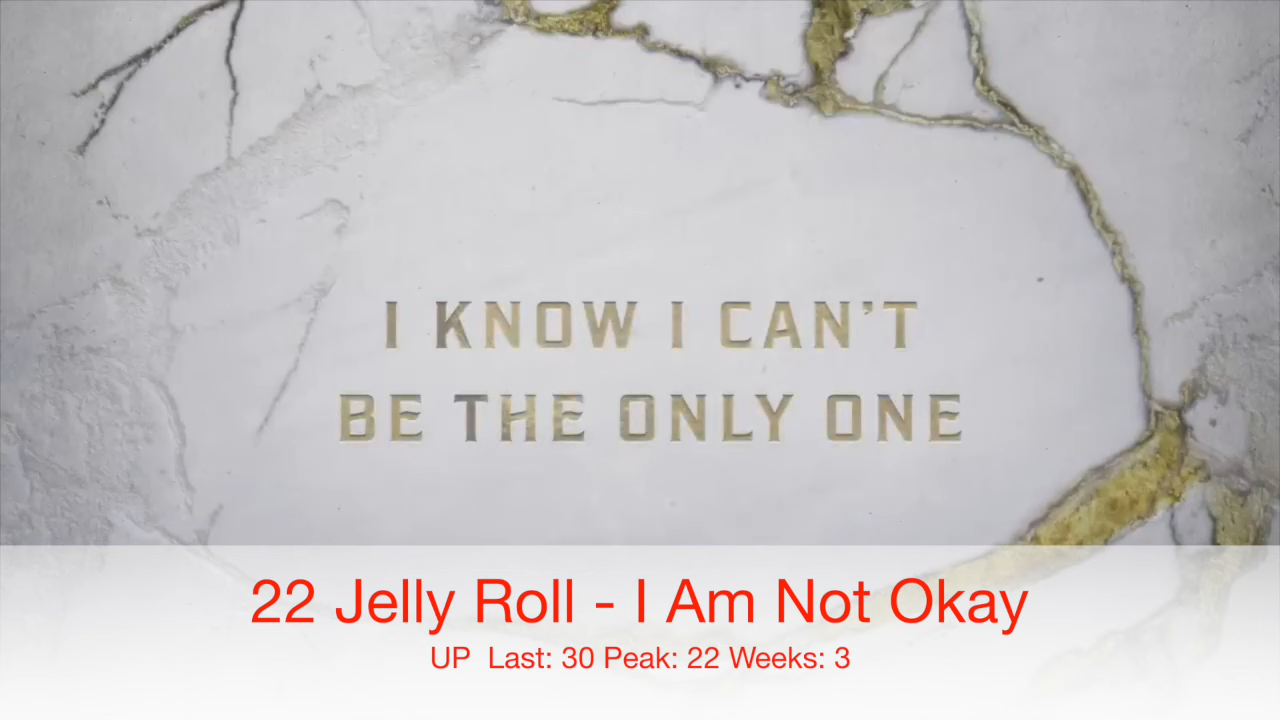 I KNOW I CAN'T
BE THE ONLY ONE
22 Jelly Roll - I Am Not Okay
UP  Last: 30 Peak: 22 Weeks: 3